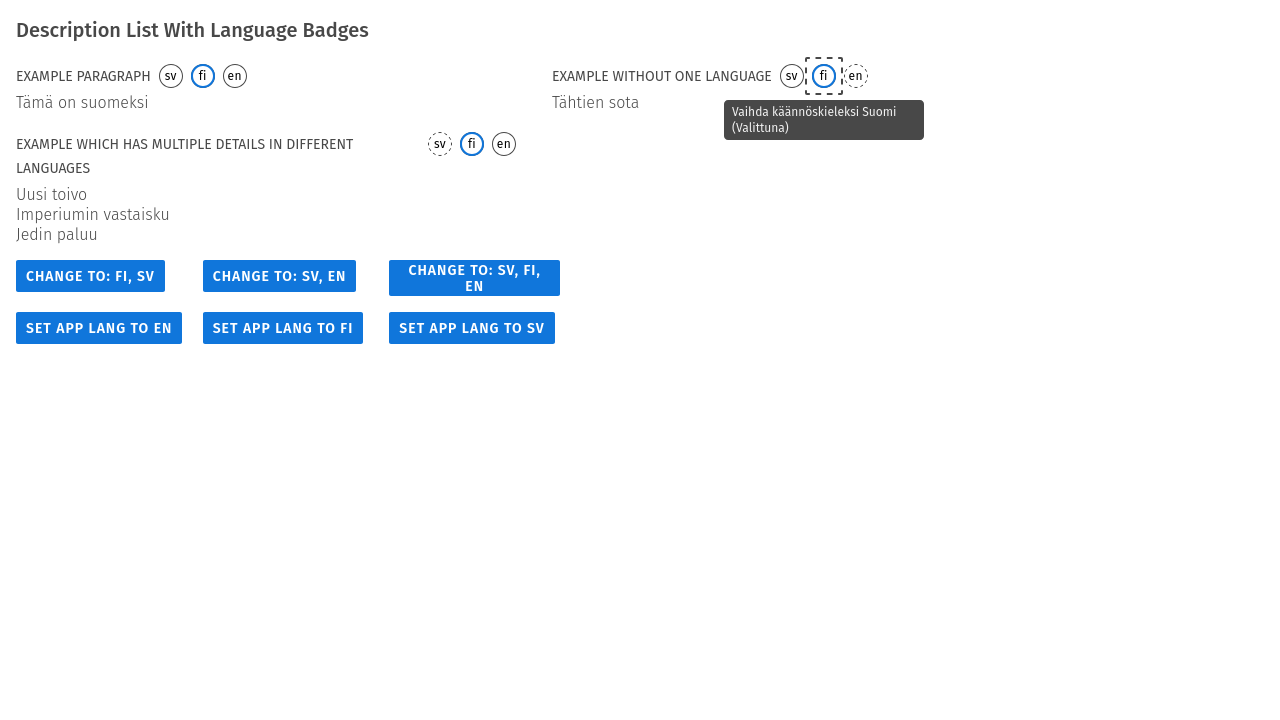 Description List With Language Badges
EXAMPLE PARAGRAPH sv fi en
Tämä on suomeksi
EXAMPLE WITHOUT ONE LANGUAGE sv fi en
Tähtien sota
Vaihda käännöskieleksi Suomi
(Valittuna)
EXAMPLE WHICH HAS MULTIPLE DETAILS IN DIFFERENT sv fi en
LANGUAGES
Uusi toivo
Imperiumin vastaisku
Jedin paluu
CHANGE TO: FI, SV
CHANGE TO: SV, EN
CHANGE TO: SV, FI,
EN
SET APP LANG TO EN
SET APP LANG TO FI
SET APP LANG TO SV